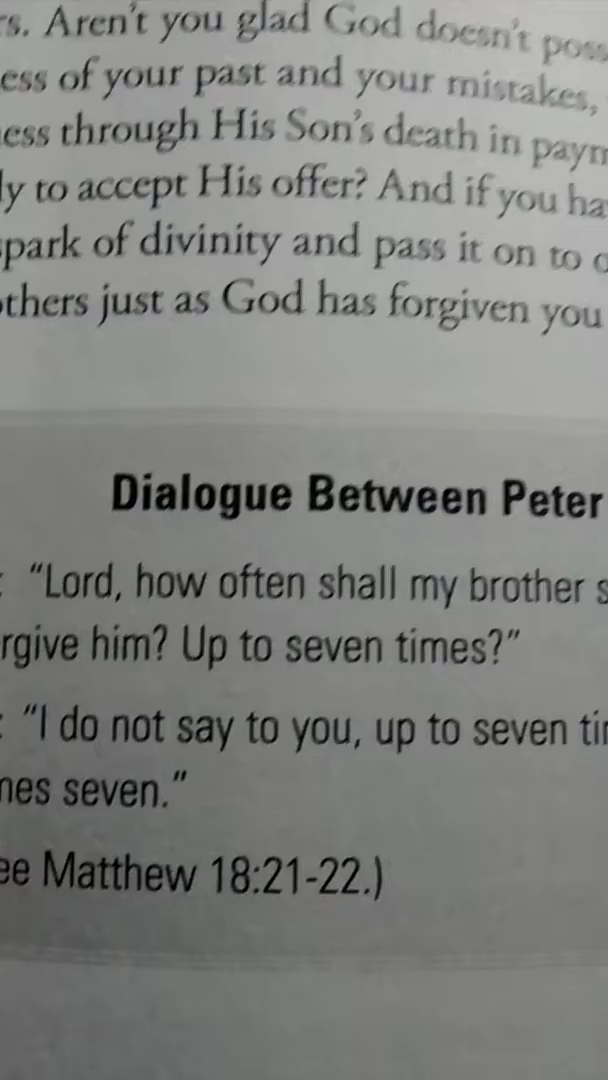 s. Aren't you glad God doesn't poss
ess of your past and your mistakes,
ess through His Son's death in paym
ly to accept His offer? And if you ha
park of divinity and pass it on to o
thers just as God has forgiven you
Dialogue Between Peter
: "Lord, how often shall my brother s
rgive him? Up to seven times?"
: "I do not say to you, up to seven tim
mes seven."
ee Matthew 18:21-22.)